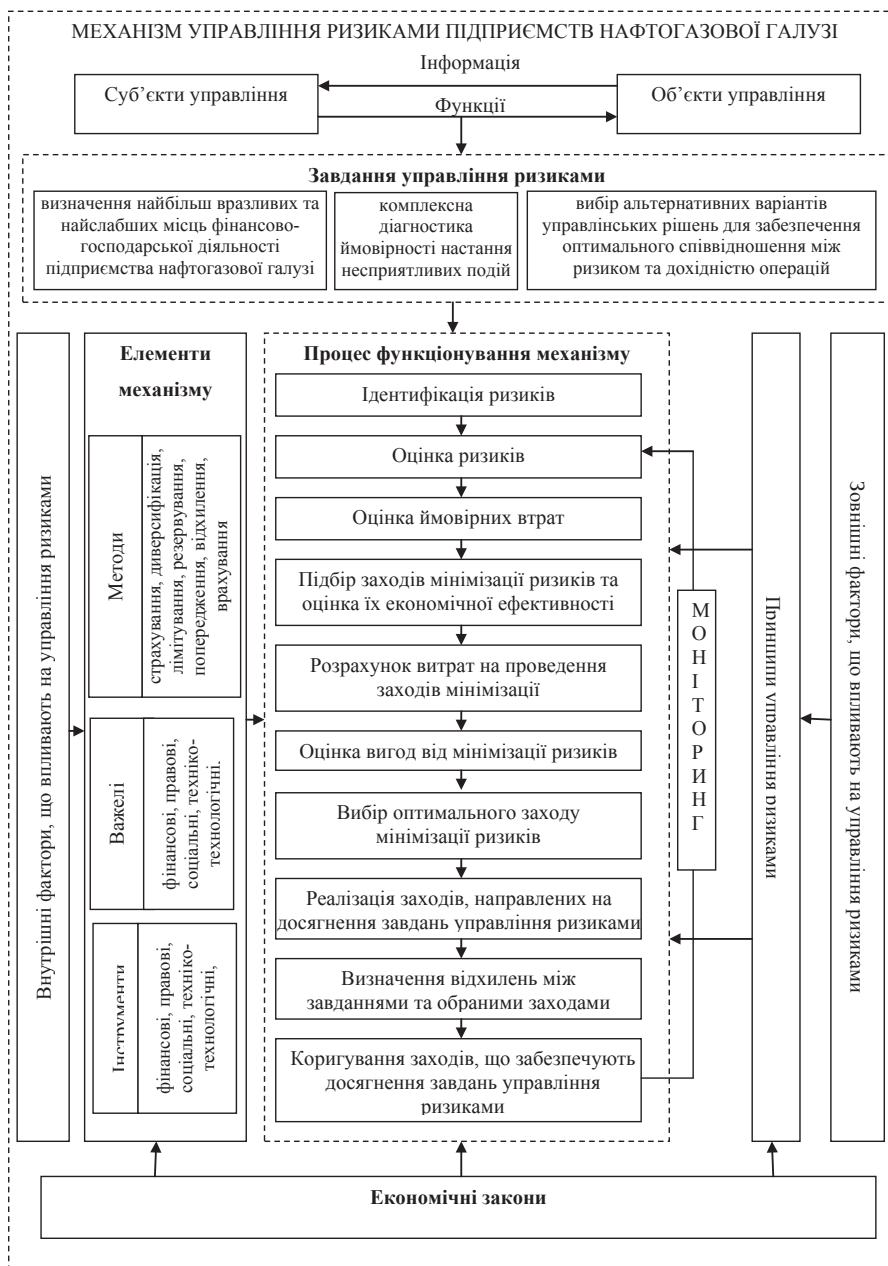 МЕХАНІЗМ УПРАВЛІННЯ РИЗИКАМИ ПІДПРИЄМСТВ НАФТОГАЗОВОЇ ГАЛУЗІ
Інформація
Суб’єкти управління
Об’єкти управління
Функції
Завдання управління ризиками
визначення найбільш вразливих та
найслабших місць фінансово-
господарської діяльності
підприємства нафтогазової галузі
комплексна
діагностика
ймовірності настання
несприятливих подій
вибір альтернативних варіантів
управлінських рішень для забезпечення
оптимального співвідношення між
ризиком та дохідністю операцій
Внутрішні фактори, що впливають на управління ризиками
Елементи
механізму
Методи
страхування, диверсифікація,
лімітування, резервування,
попередження, відхилення,
врахування
Важелі
фінансові, правові,
соціальні, техніко-
технологічні.
Інструменти
фінансові, правові,
соціальні, техніко-
технологічні,
Процес функціонування механізму
Ідентифікація ризиків
Оцінка ризиків
Оцінка ймовірних втрат
Підбір заходів мінімізації ризиків та
оцінка їх економічної ефективності
Розрахунок витрат на проведення
заходів мінімізації
Оцінка вигод від мінімізації ризиків
Вибір оптимального заходу
мінімізації ризиків
Реалізація заходів, направлених на
досягнення завдань управління ризиками
Визначення відхилень між
завданнями та обраними заходами
Коригування заходів, що забезпечують
досягнення завдань управління
ризиками
МОНІТОРИНГ
Принципи управління ризиками
Зовнішні фактори, що впливають на управління ризиками
Економічні закони